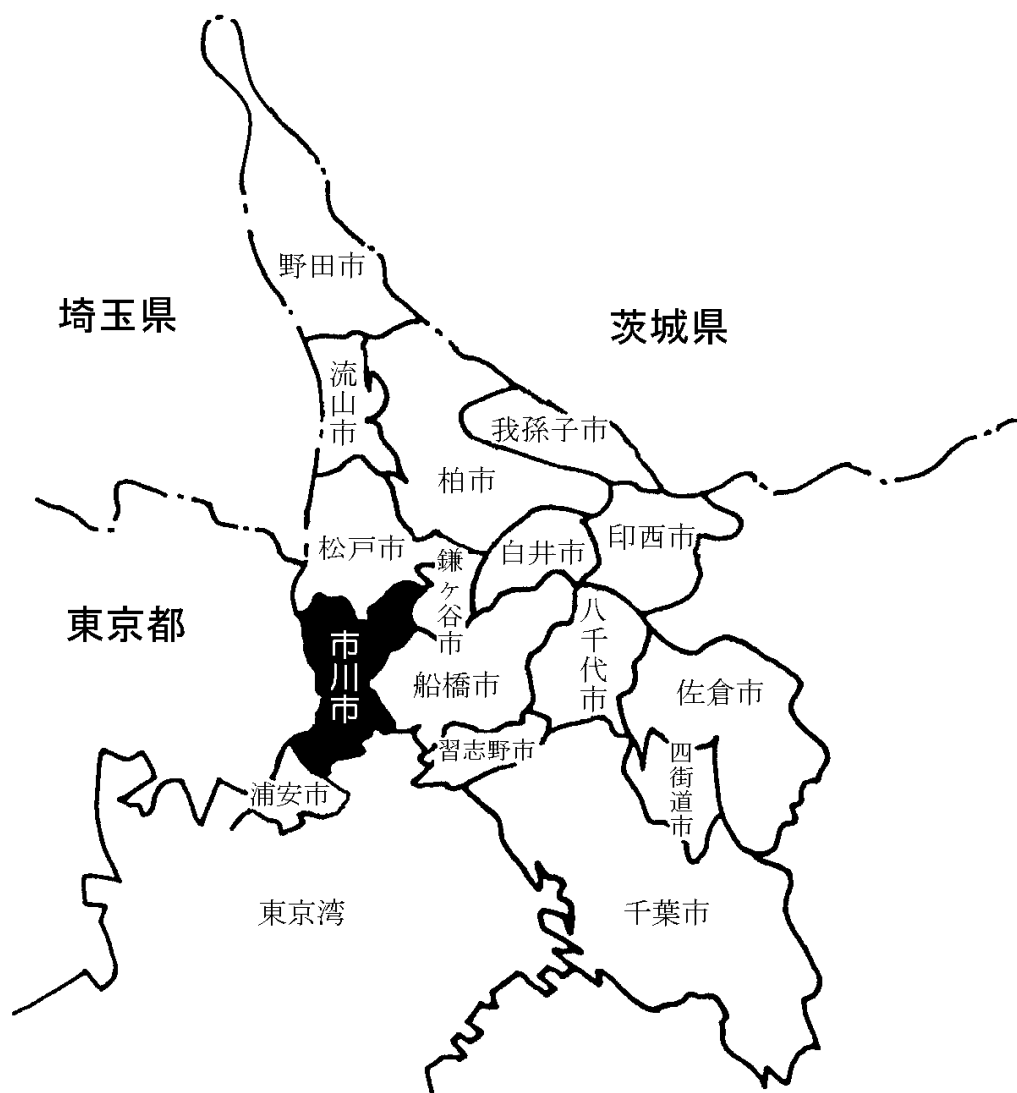 野田市
埼玉県
茨城県
流山市
我孫子市
柏市
印西市
松戸市
鎌ヶ谷市
白井市
東京都
市川市
八千代市
船橋市
佐倉市
習志野市
四街道市
浦安市
東京湾
千葉市